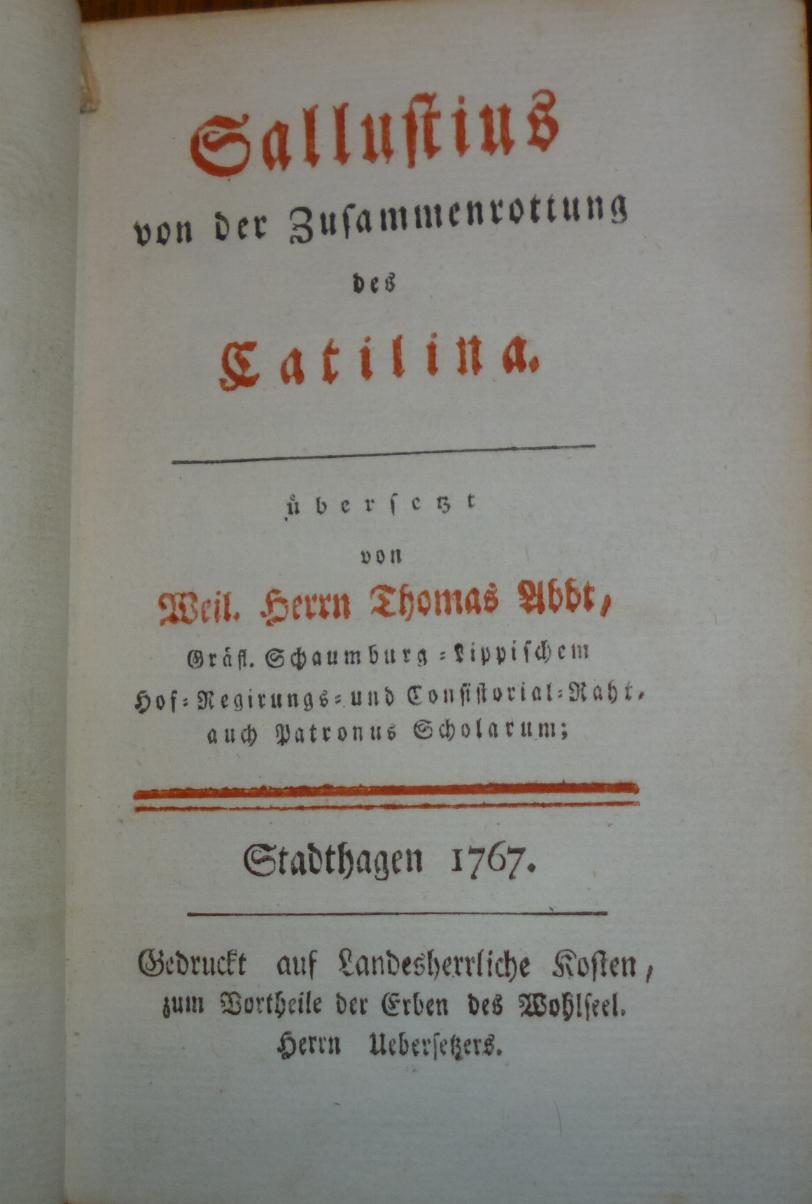 Salluſtius
von der Zuſammenrottung
des
Catilina.
uͤberſetzt
von
Weil. Herrn Thomas Abbt,
Gräfl. Schaumburg-Lippiſchem
Hof-Regirungs- und Conſiſtorial-Raht,
auch Patronus Scholarum;
Stadthagen 1767.
Gedruckt auf Landesherrliche Koſten,
zum Vortheile der Erben des Wohlſeel.
Herrn Ueberſetzers.